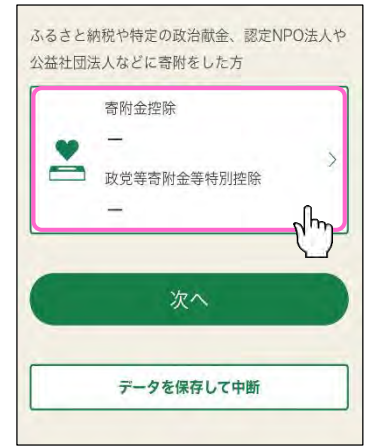 ふるさと納税や特定の政治献金、認定NPO法人や
公益社団法人などに寄附をした方
寄附金控除
ー
政党等寄附金等特別控除
ー
次へ
データを保存して中断